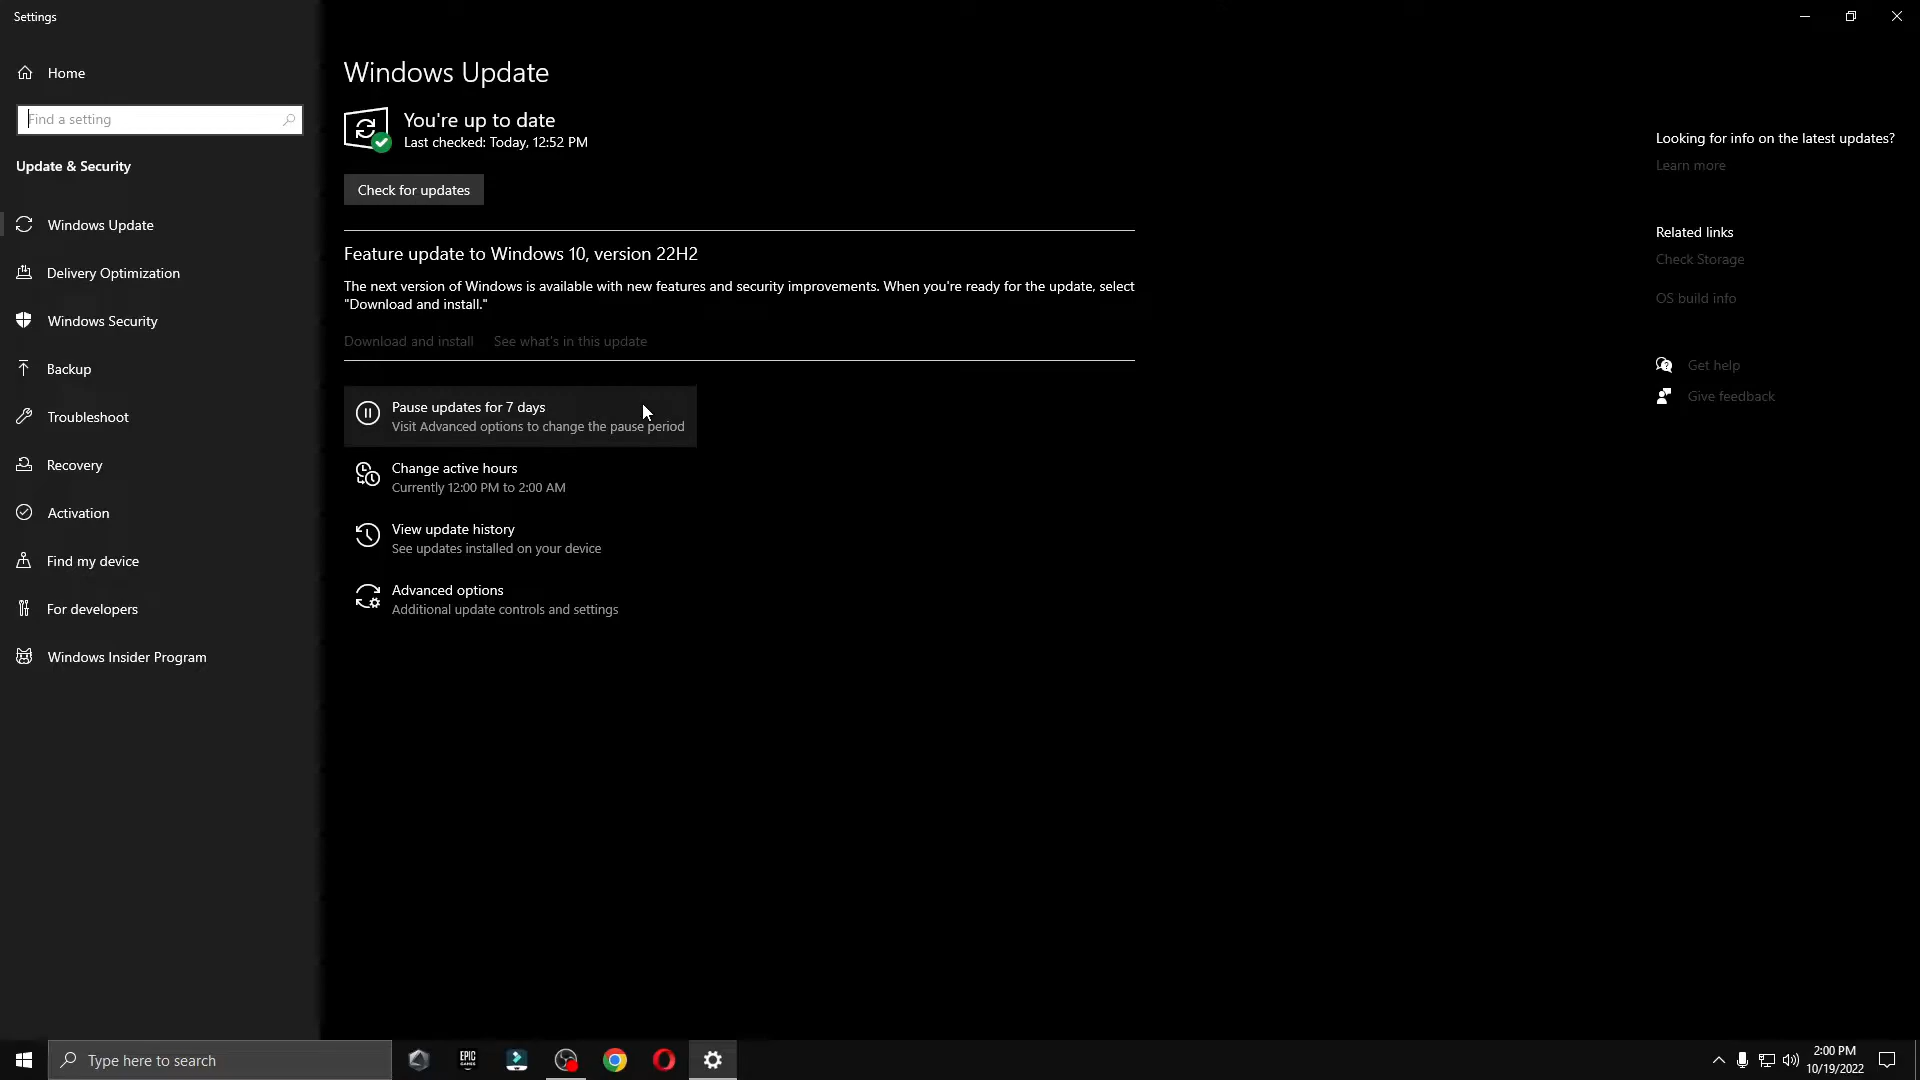 Settings
Home
Find a setting
Update & Security
Windows Update
Delivery Optimization
Windows Security
Backup
Troubleshoot
Recovery
Activation
Find my device
For developers
Windows Insider Program
Windows Update
You're up to date
Last checked: Today, 12:52 PM
Check for updates
Feature update to Windows 10, version 22H2
The next version of Windows is available with new features and security improvements. When you're ready for the update, select
"Download and install."
Download and install See what's in this update
Pause updates for 7 days
Visit Advanced options to change the pause period
Change active hours
Currently 12:00 PM to 2:00 AM
View update history
See updates installed on your device
Advanced options
Additional update controls and settings
Looking for info on the latest updates?
Learn more
Related links
Check Storage
OS build info
Get help
Give feedback
Type here to search
EPIC
GAMES
2:00 PM
10/19/2022